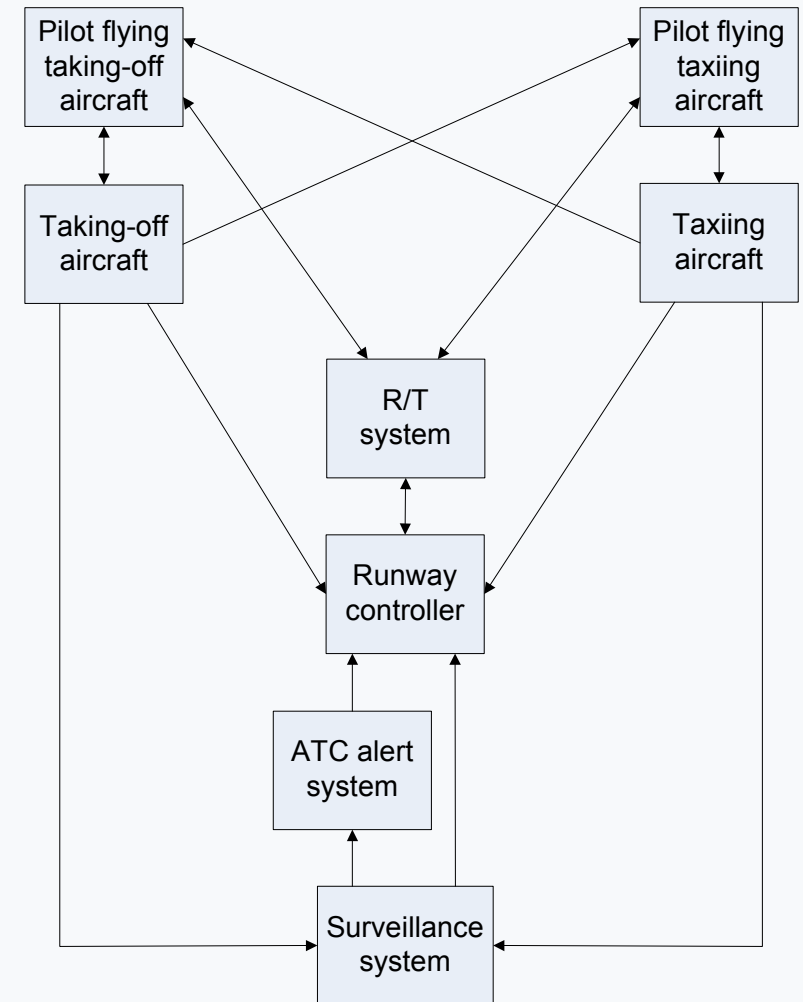 Pilot flying
taking-off
aircraft
Pilot flying
taxiing
aircraft
Taking-off
aircraft
Taxiing
aircraft
R/T
system
Runway
controller
ATC alert
system
Surveillance
system